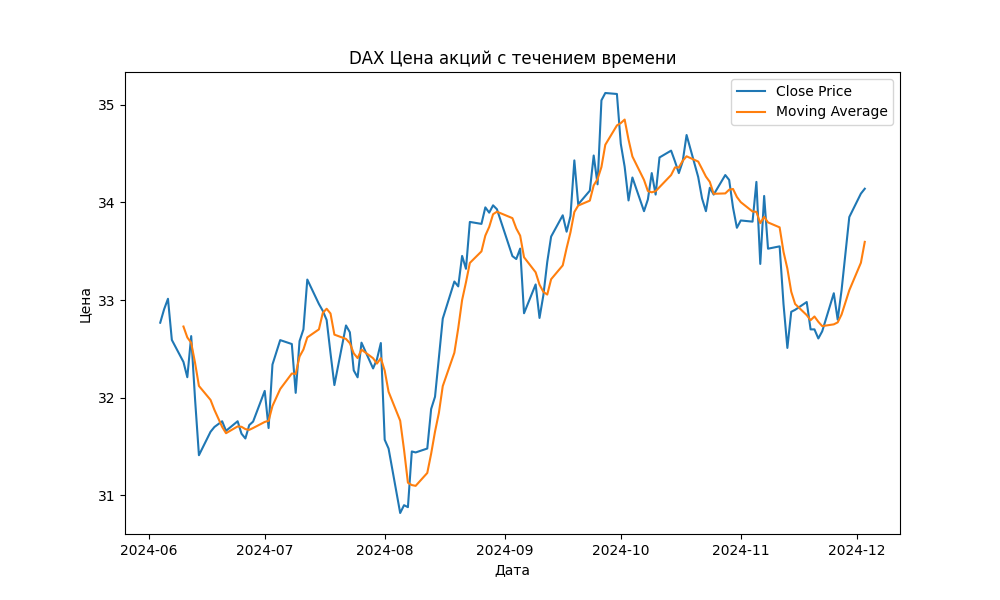 DAX Цена акций с течением времени
Close Price
Moving Average
Цена
35
34
33
32
31
2024-06
2024-07
2024-08
2024-09
2024-10
2024-11
2024-12
Дата